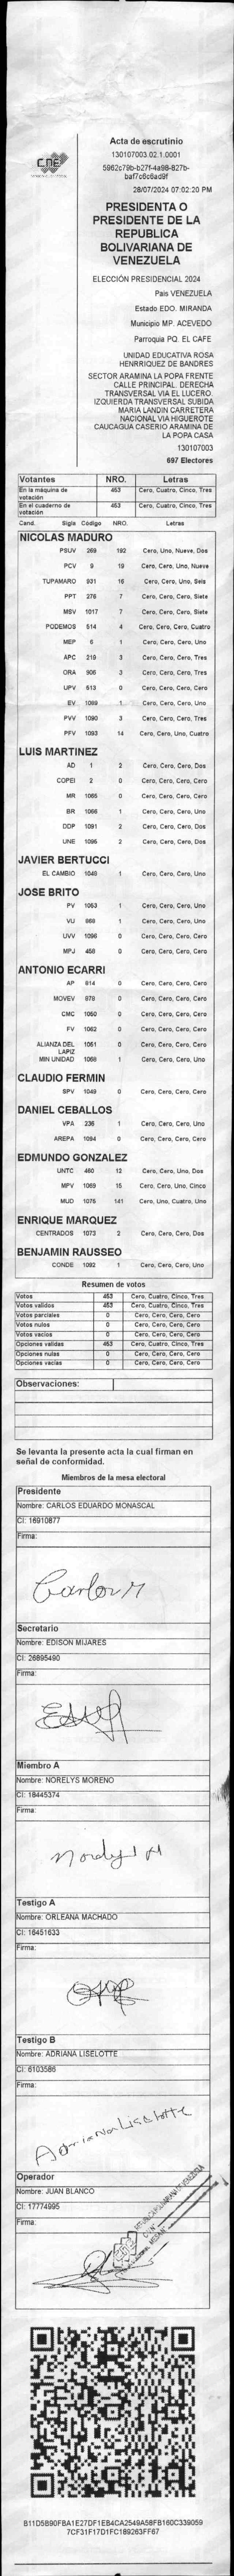 CNE
Acta de escrutinio
130107003.02.1.0001
28/07/2024 07:02:20 PM
PRESIDENTA O
PRESIDENTE DE LA
REPUBLICA
BOLIVARIANA DE
VENEZUELA
ELECCIÓN PRESIDENCIAL 2024
País VENEZUELA
Estado EDO. MIRANDA
Municipio MP. ACEVEDO
Parroquia PQ. EL CAFE
UNIDAD EDUCATIVA ROSA
HENRRIQUEZ DE BANDRES
SECTOR ARAMINA LA POPA FRENTE
CALLE PRINCIPAL. DERECHA
TRANSVERSAL VIA EL LUCERO.
IZQUIERDA TRANSVERSAL SUBIDA
MARIA LANDIN CARRETERA
NACIONAL VIA HIGUEROTE
CAUCAGUA CASERIO ARAMINA DE
LA POPA CASA
130107003
697 Electores
Votantes NRO. Letras
En la máquina de votación 453 Cero, Cuatro, Cinco, Tres
En el cuaderno de votación 453 Cero, Cuatro, Cinco, Tres
Cand. Sigla Código NRO. Letras
NICOLAS MADURO
PSUV 269 192 Cero, Uno, Nueve, Dos
PCV 9 19 Cero, Cero, Uno, Nueve
TUPAMARO 931 16 Cero, Cero, Uno, Seis
PPT 276 7 Cero, Cero, Cero, Siete
MSV 1017 7 Cero, Cero, Cero, Siete
PODEMOS 514 4 Cero, Cero, Cero, Cuatro
MEP 6 1 Cero, Cero, Cero, Uno
APC 219 3 Cero, Cero, Cero, Tres
ORA 906 3 Cero, Cero, Cero, Tres
UPV 513 0 Cero, Cero, Cero, Cero
EV 1089 1 Cero, Cero, Cero, Uno
PVV 1090 3 Cero, Cero, Cero, Tres
PFV 1093 14 Cero, Cero, Uno, Cuatro
LUIS MARTINEZ
AD 1 2 Cero, Cero, Cero, Dos
COPEI 2 0 Cero, Cero, Cero, Cero
MR 1065 0 Cero, Cero, Cero, Cero
BR 1066 1 Cero, Cero, Cero, Uno
DDP 1091 2 Cero, Cero, Cero, Dos
UNE 1095 2 Cero, Cero, Cero, Dos
JAVIER BERTUCCI
EL CAMBIO 1049 1 Cero, Cero, Cero, Uno
JOSE BRITO
PV 1053 1 Cero, Cero, Cero, Uno
VU 868 1 Cero, Cero, Cero, Uno
UVV 1096 0 Cero, Cero, Cero, Cero
MPJ 458 0 Cero, Cero, Cero, Cero
ANTONIO ECARRI
AP 814 0 Cero, Cero, Cero, Cero
MOVEV 878 0 Cero, Cero, Cero, Cero
CMC 1050 0 Cero, Cero, Cero, Cero
FV 1062 0 Cero, Cero, Cero, Cero
ALIANZA DEL LAPIZ 1051 0 Cero, Cero, Cero, Cero
MIN UNIDAD 1068 1 Cero, Cero, Cero, Uno
CLAUDIO FERMIN
SPV 1049 0 Cero, Cero, Cero, Cero
DANIEL CEBALLOS
VPA 236 1 Cero, Cero, Cero, Uno
AREPA 1094 0 Cero, Cero, Cero, Cero
EDMUNDO GONZALEZ
UNTC 460 12 Cero, Cero, Uno, Dos
MPV 1069 15 Cero, Cero, Uno, Cinco
MUD 1075 141 Cero, Uno, Cuatro, Uno
ENRIQUE MARQUEZ
CENTRADOS 1073 2 Cero, Cero, Cero, Dos
BENJAMIN RAUSSEO
CONDE 1092 1 Cero, Cero, Cero, Uno
Resumen de votos
Votos 453 Cero, Cuatro, Cinco, Tres
Votos validos 453 Cero, Cuatro, Cinco, Tres
Votos parciales 0 Cero, Cero, Cero, Cero
Votos nulos 0 Cero, Cero, Cero, Cero
Votos vacios 0 Cero, Cero, Cero, Cero
Opciones validas 453 Cero, Cuatro, Cinco, Tres
Opciones nulas 0 Cero, Cero, Cero, Cero
Opciones vacias 0 Cero, Cero, Cero, Cero
Observaciones:
Se levanta la presente acta la cual firman en
señal de conformidad.
Miembros de la mesa electoral
Presidente
Nombre: CARLOS EDUARDO MONASCAL
CI: 16910877
Firma:
Carlos M
Secretario
Nombre: EDISON MIJARES
CI: 26895490
Firma:
Miembro A
Nombre: NORELYS MORENO
CI: 18445374
Firma:
Testigo A
Nombre: ORLEANA MACHADO
CI: 16451633
Firma:
Testigo B
Nombre: ADRIANA LISELOTTE
CI: 6103586
Firma:
Adriana Liselotte
Operador
Nombre: JUAN BLANCO
CI: 17774995
Firma:
B11D5B90FBA1E27DF1EB4CA2549A58FB160C339059
7CF31F17D1FC189263FF67